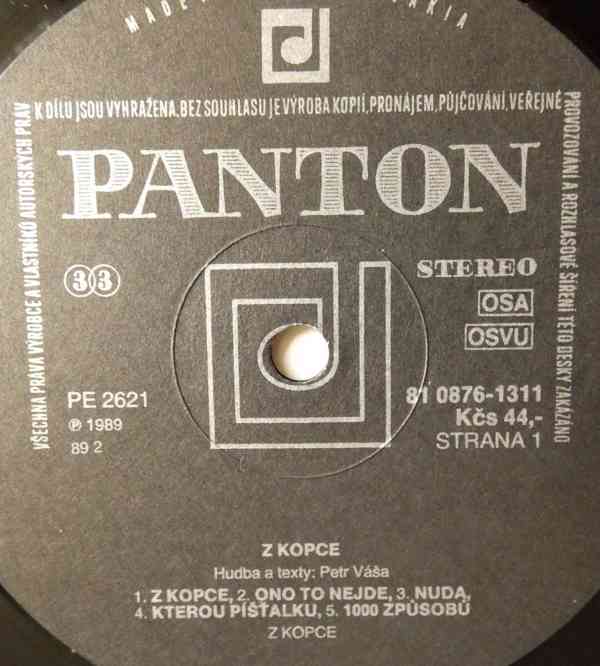 MADE
KIA
K DÍLU JSOU VYHRAŽENA. BEZ SOUHLASU JE VÝROBA KOPIÍ, PRONÁJEM, PŮJČOVÁNÍ, VEŘEJNÉ
VŠECHNA PRÁVA VÝROBCE A VLASTNÍKŮ AUTORSKÝCH PRÁV
PROVOZOVÁNÍ A ROZHLASOVÉ ŠÍŘENÍ TÉTO DESKY ZAKÁZÁNO
PANTON
33
STEREO
OSA
OSVU
PE 2621
81 0876-1311
℗ 1989
Kčs 44,-
89 2
STRANA 1
Z KOPCE
Hudba a texty: Petr Váša
1. Z KOPCE, 2. ONO TO NEJDE, 3. NUDA,
4. KTEROU PÍŠŤALKU, 5. 1000 ZPŮSOBŮ
Z KOPCE